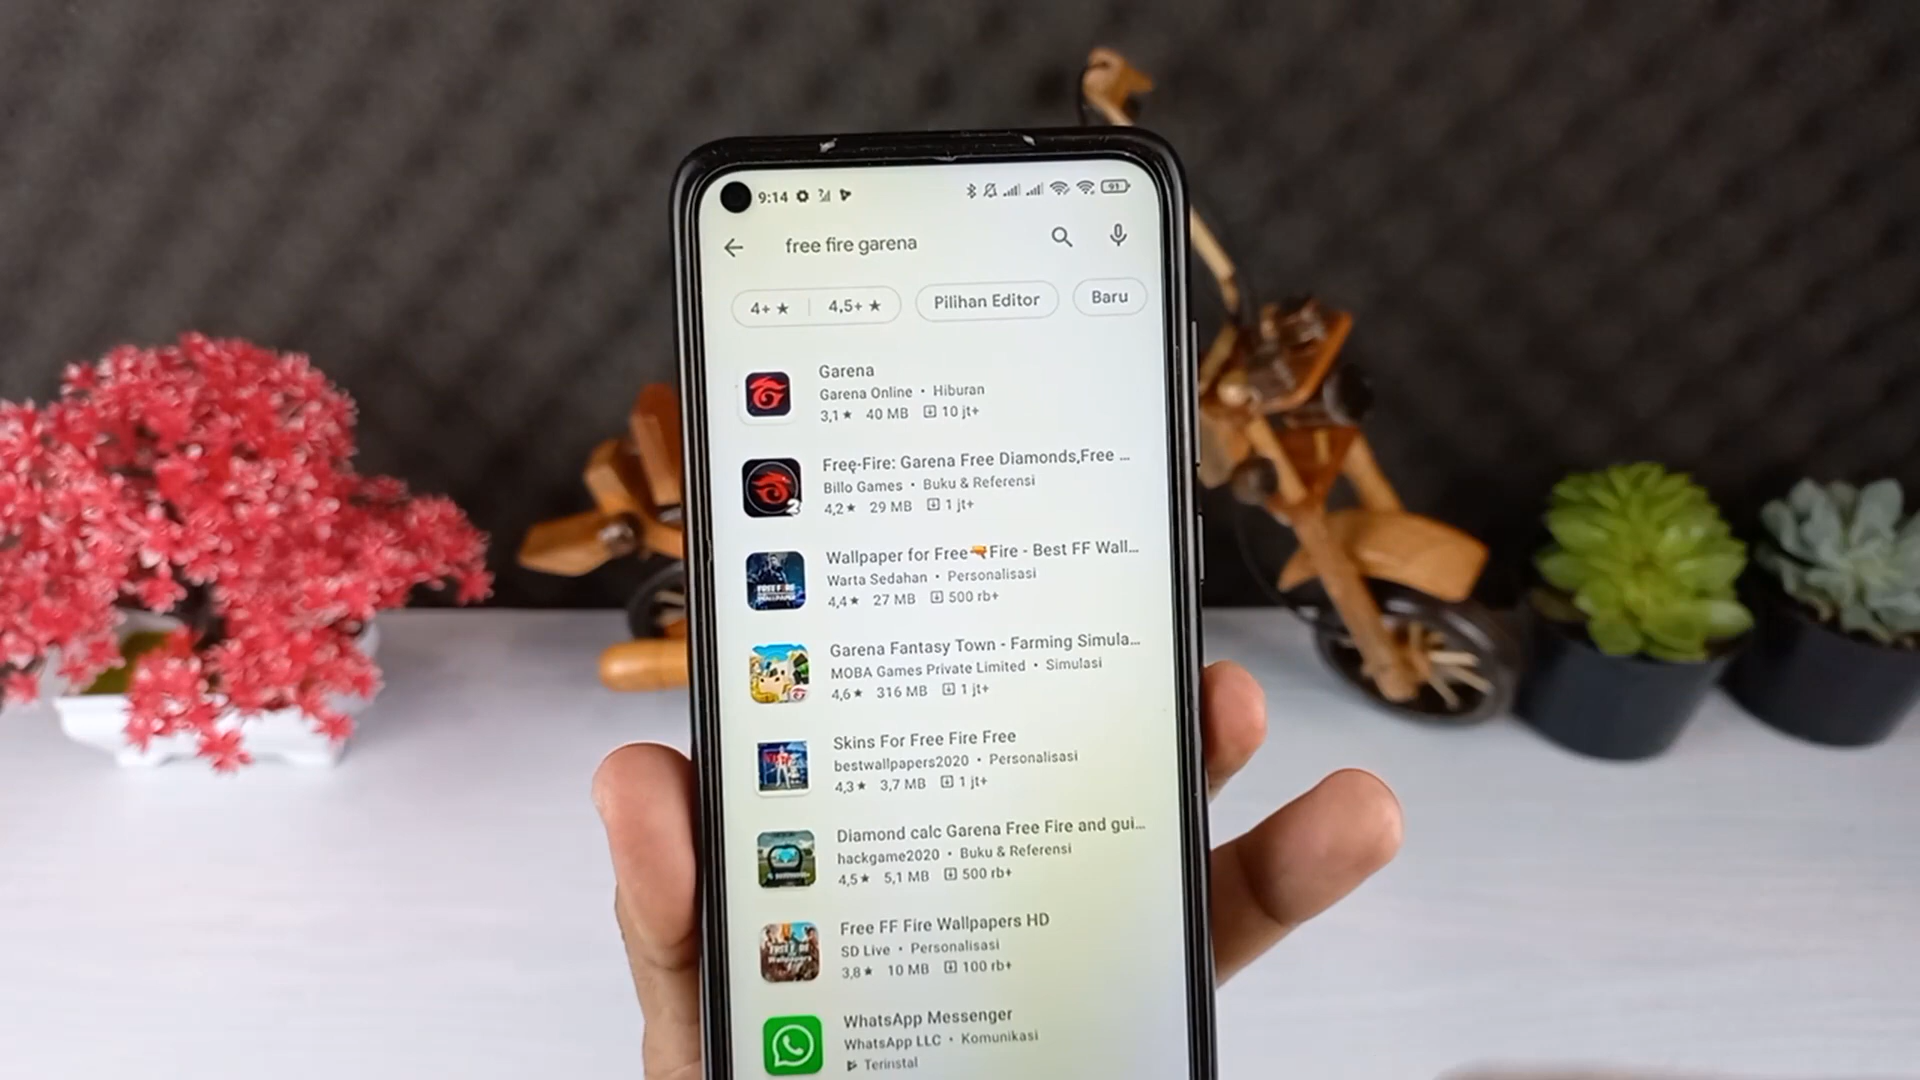 9:14
91
free fire garena
4+ ★ 4,5+ ★ Pilihan Editor Baru
Garena
Garena Online • Hiburan
3,1 ★ 40 MB 10 jt+
Free-Fire: Garena Free Diamonds,Free ...
Billo Games • Buku & Referensi
4,2 ★ 29 MB 1 jt+
2
Wallpaper for Free🔫Fire - Best FF Wall...
Warta Sedahan • Personalisasi
4,4 ★ 27 MB 500 rb+
Garena Fantasy Town - Farming Simula...
MOBA Games Private Limited • Simulasi
4,6 ★ 316 MB 1 jt+
Skins For Free Fire Free
bestwallpapers2020 • Personalisasi
4,3 ★ 3,7 MB 1 jt+
Diamond calc Garena Free Fire and gui...
hackgame2020 • Buku & Referensi
4,5 ★ 5,1 MB 500 rb+
Free FF Fire Wallpapers HD
SD Live • Personalisasi
3,8 ★ 10 MB 100 rb+
WhatsApp Messenger
WhatsApp LLC • Komunikasi
Terinstal